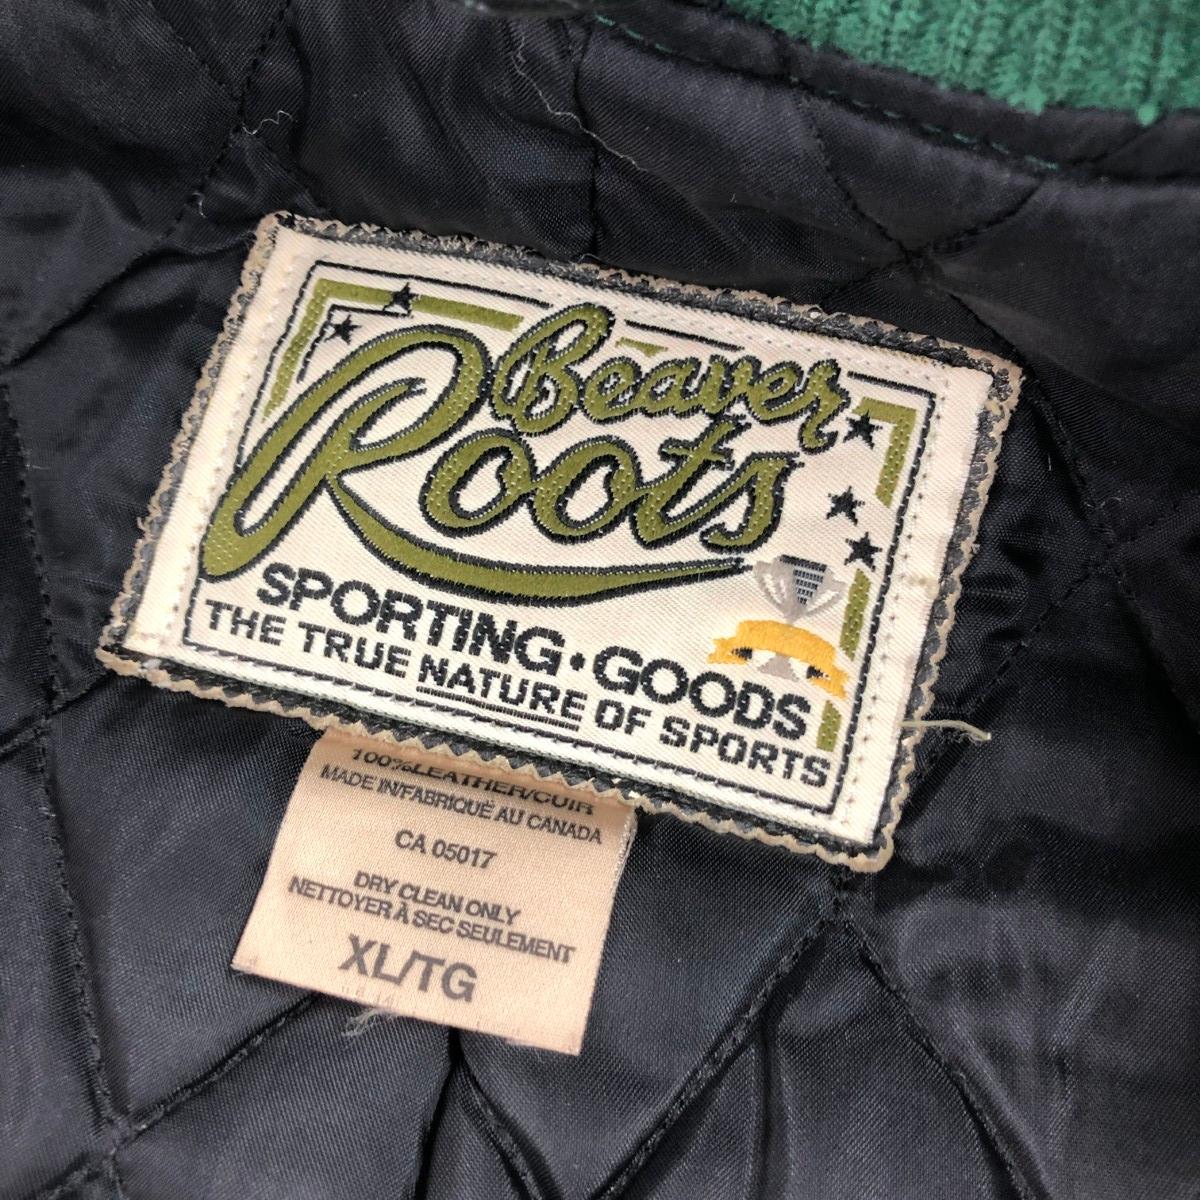 Beaver
Roots
SPORTING·GOODS
THE TRUE NATURE OF SPORTS
100%LEATHER/CUIR
MADE IN/FABRIQUÉ AU CANADA
CA 05017
DRY CLEAN ONLY
NETTOYER À SEC SEULEMENT
XL/TG